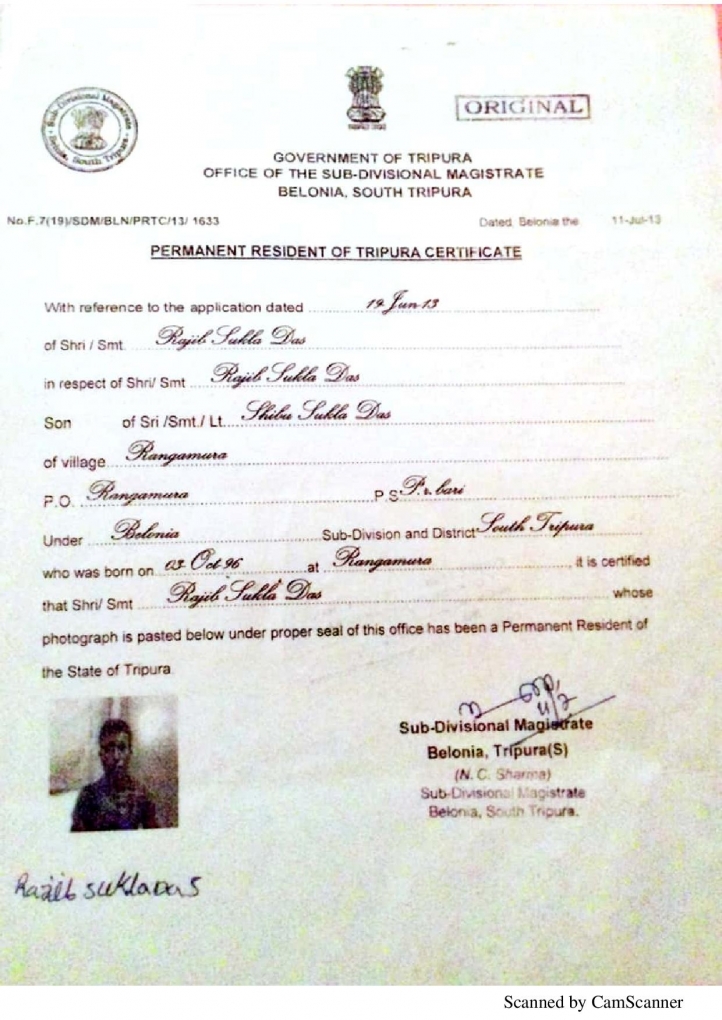 Sub-Divisional Magistrate
Belonia, South Tripura
ORIGINAL
GOVERNMENT OF TRIPURA
OFFICE OF THE SUB-DIVISIONAL MAGISTRATE
BELONIA, SOUTH TRIPURA
No.F.7(19)/SDM/BLN/PRTC/13/ 1633 Dated, Belonia the 11-Jul-13
PERMANENT RESIDENT OF TRIPURA CERTIFICATE
With reference to the application dated 19-Jun-13
of Shri / Smt. Rajib Sukla Das
in respect of Shri/ Smt Rajib Sukla Das
Son of Sri /Smt./ Lt. Shibu Sukla Das
of village Rangamura
P.O. Rangamura P S P.r. bari
Under Belonia Sub-Division and District South Tripura
who was born on 03-Oct-96 at Rangamura it is certified
that Shri/ Smt Rajib Sukla Das whose
photograph is pasted below under proper seal of this office has been a Permanent Resident of
the State of Tripura.
Sub-Divisional Magistrate
Belonia, Tripura(S)
(N. C. Sharma)
Sub-Divisional Magistrate
Belonia, South Tripura.
Rajib sukla Das
Scanned by CamScanner